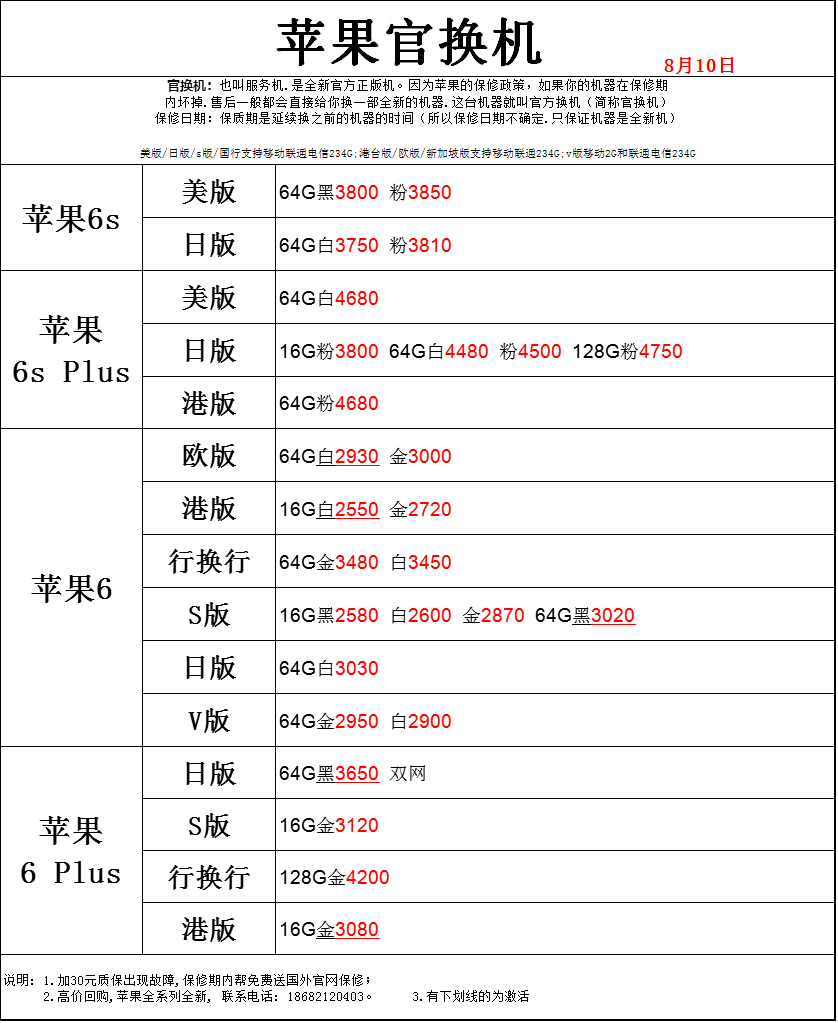 苹果官换机
8月10日
官换机: 也叫服务机.是全新官方正版机。因为苹果的保修政策，如果你的机器在保修期
内坏掉.售后一般都会直接给你换一部全新的机器.这台机器就叫官方换机（简称官换机）
保修日期: 保质期是延续换之前的机器的时间（所以保修日期不确定.只保证机器是全新机）
美版/日版/s版/国行支持移动联通电信234G;港台版/欧版/新加坡版支持移动联通234G;v版移动2G和联通电信234G
苹果6s
美版 64G黑3800 粉3850
日版 64G白3750 粉3810
苹果
6s Plus
美版 64G白4680
日版 16G粉3800 64G白4480 粉4500 128G粉4750
港版 64G粉4680
苹果6
欧版 64G白2930 金3000
港版 16G白2550 金2720
行换行 64G金3480 白3450
S版 16G黑2580 白2600 金2870 64G黑3020
日版 64G白3030
V版 64G金2950 白2900
苹果
6 Plus
日版 64G黑3650 双网
S版 16G金3120
行换行 128G金4200
港版 16G金3080
说明: 1.加30元质保出现故障,保修期内帮免费送国外官网保修;
2.高价回购,苹果全系列全新, 联系电话: 18682120403。 3.有下划线的为激活